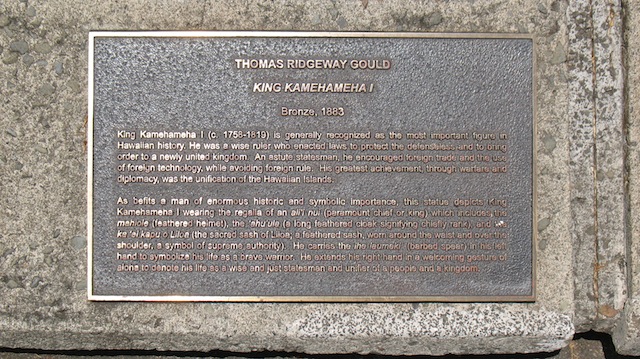 THOMAS RIDGEWAY GOULD
KING KAMEHAMEHA I
Bronze, 1883
King Kamehameha I (c. 1758-1819) is generally recognized as the most important figure in
Hawaiian history. He was a wise ruler who enacted laws to protect the defenseless and to bring
order to a newly united kingdom. An astute statesman, he encouraged foreign trade and the use
of foreign technology, while avoiding foreign rule. His greatest achievement, through warfare and
diplomacy, was the unification of the Hawaiian Islands.
As befits a man of enormous historic and symbolic importance, this statue depicts King
Kamehameha I wearing the regalia of an ali'i nui (paramount chief or king) which includes the
mahiole (feathered helmet), the 'ahu'ula (a long feathered cloak signifying chiefly rank), and
ka'ei kapu o Liloa (the sacred sash of Liloa, a feathered sash, worn around the waist and over the
shoulder, a symbol of supreme authority). He carries the ihe laumeki (barbed spear) in his left
hand to symbolize his life as a brave warrior. He extends his right hand in a welcoming gesture of
aloha to denote his life as a wise and just statesman and unifier of a people and a kingdom.